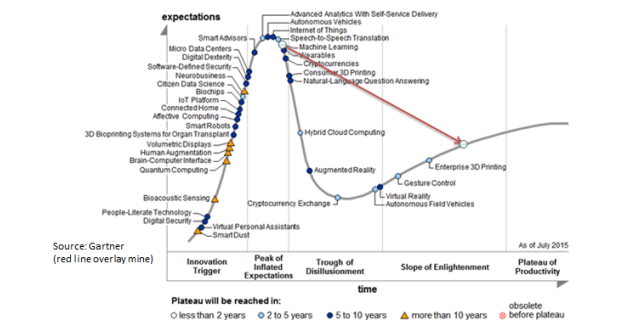 expectations
Advanced Analytics With Self-Service Delivery
Autonomous Vehicles
Internet of Things
Smart Advisors
Speech-to-Speech Translation
Micro Data Centers
Machine Learning
Digital Dexterity
Wearables
Software-Defined Security
Cryptocurrencies
Neurobusiness
Consumer 3D Printing
Citizen Data Science
Natural-Language Question Answering
Biochips
IoT Platform
Connected Home
Affective Computing
Smart Robots
Hybrid Cloud Computing
3D Bioprinting Systems for Organ Transplant
Volumetric Displays
Human Augmentation
Brain-Computer Interface
Enterprise 3D Printing
Quantum Computing
Augmented Reality
Gesture Control
Bioacoustic Sensing
Virtual Reality
Cryptocurrency Exchange
Autonomous Field Vehicles
People-Literate Technology
Digital Security
Virtual Personal Assistants
Smart Dust
Source: Gartner
(red line overlay mine)
As of July 2015
Innovation
Trigger
Peak of
Inflated
Expectations
Trough of
Disillusionment
Slope of Enlightenment
Plateau of
Productivity
time
Plateau will be reached in:
less than 2 years
2 to 5 years
5 to 10 years
more than 10 years
obsolete
before plateau